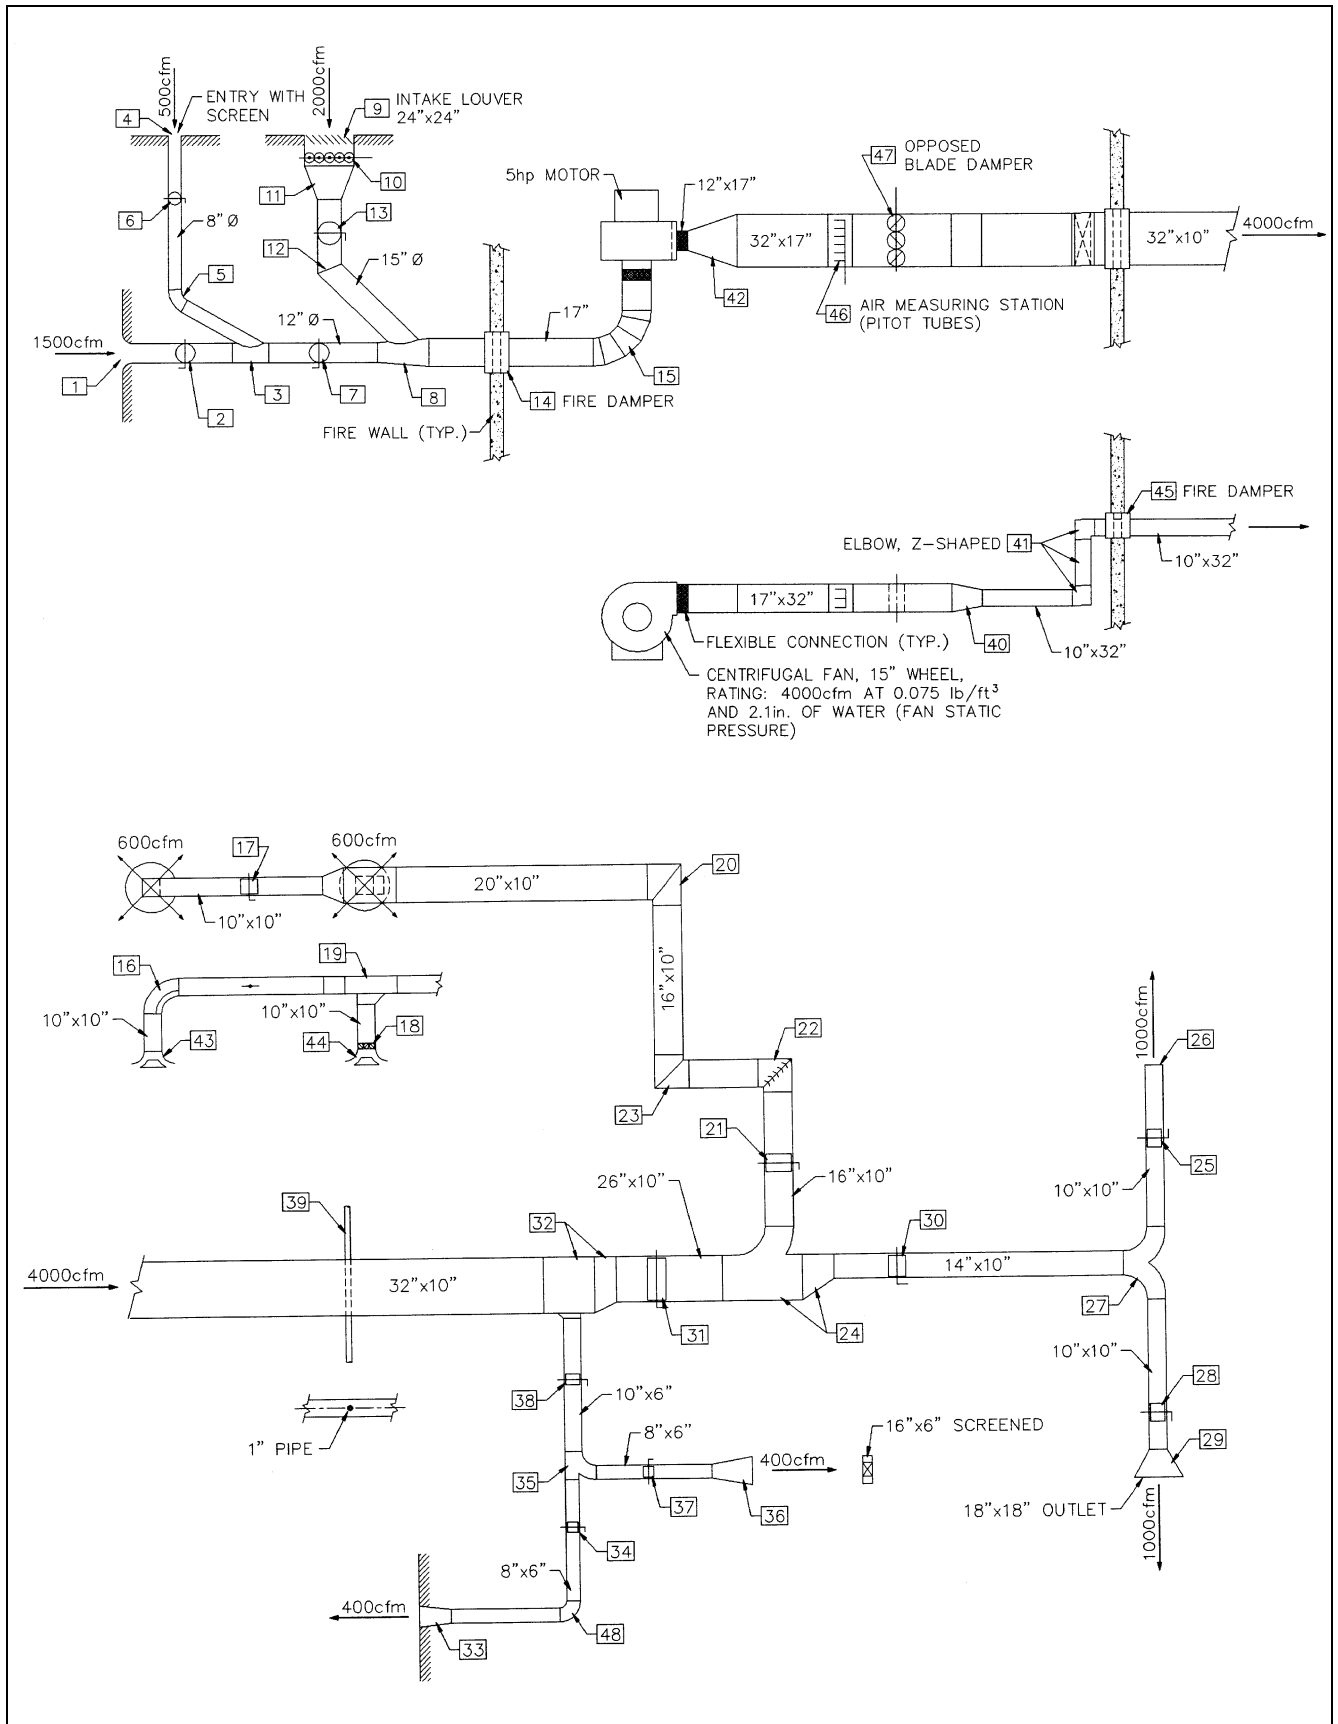 500cfm
ENTRY WITH
SCREEN
4
2000cfm
9 INTAKE LOUVER
24"x24"
10
11
6
8"Ø
13
12
15"Ø
5
12"Ø
1500cfm
1
2
3
7
8
17"
14 FIRE DAMPER
15
FIRE WALL (TYP.)
5hp MOTOR
12"x17"
47 OPPOSED
BLADE DAMPER
32"x17"
32"x10"
4000cfm
42
46 AIR MEASURING STATION
(PITOT TUBES)
45 FIRE DAMPER
ELBOW, Z-SHAPED 41
10"x32"
17"x32"
FLEXIBLE CONNECTION (TYP.)
40
10"x32"
CENTRIFUGAL FAN, 15" WHEEL,
RATING: 4000cfm AT 0.075 lb/ft³
AND 2.1in. OF WATER (FAN STATIC
PRESSURE)
600cfm
17
600cfm
20
20"x10"
10"x10"
16
19
16"x10"
10"x10"
10"x10"
18
43
44
22
23
21
1000cfm
26
25
26"x10"
16"x10"
10"x10"
39
32
30
4000cfm
32"x10"
14"x10"
27
31
24
10"x10"
38
10"x6"
28
1" PIPE
8"x6"
16"x6" SCREENED
400cfm
29
35
37
36
18"x18" OUTLET
1000cfm
34
8"x6"
400cfm
33
48